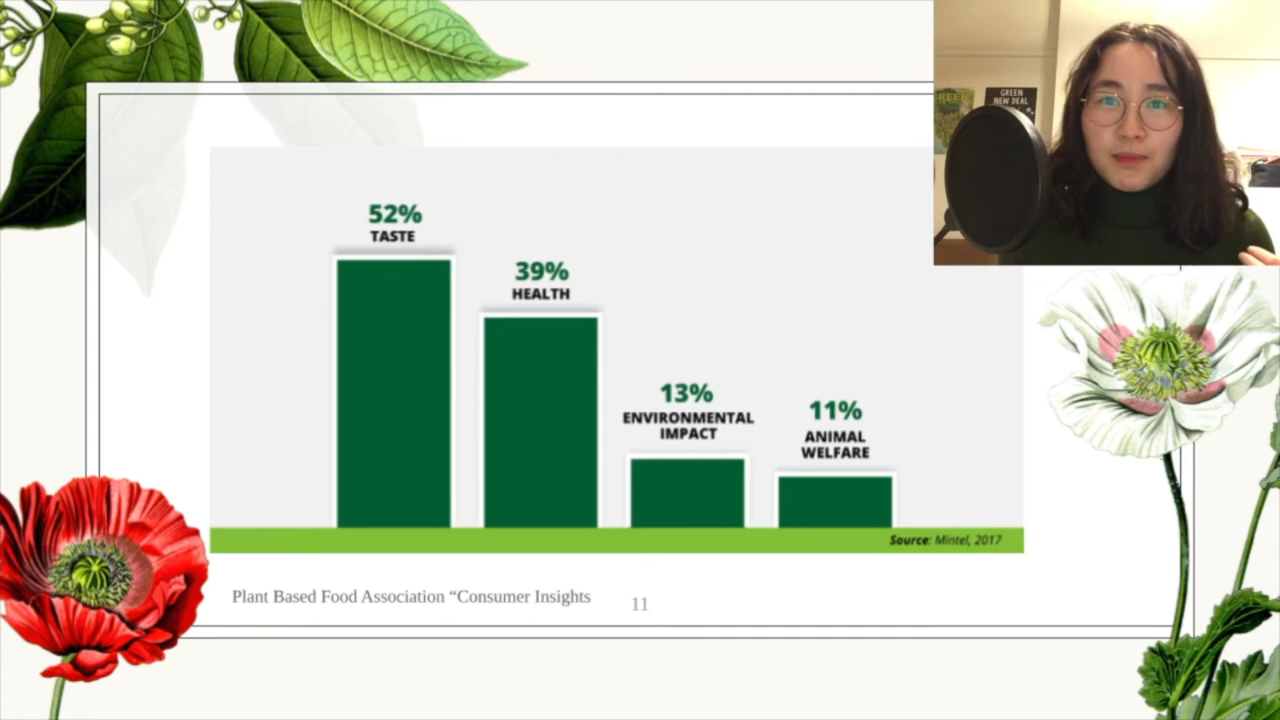 GREEN
NEW DEAL
52%
TASTE
39%
HEALTH
13%
ENVIRONMENTAL
IMPACT
11%
ANIMAL
WELFARE
Source: Mintel, 2017
Plant Based Food Association “Consumer Insights
11